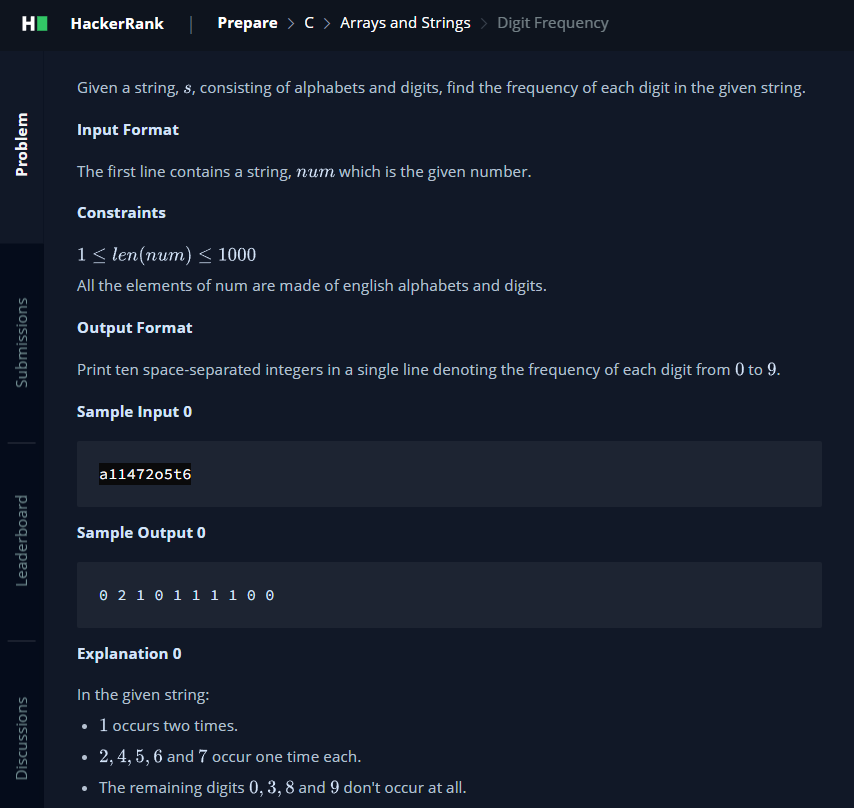 HackerRank | Prepare > C > Arrays and Strings > Digit Frequency
Problem
Submissions
Leaderboard
Discussions
Given a string, s, consisting of alphabets and digits, find the frequency of each digit in the given string.
Input Format
The first line contains a string, num which is the given number.
Constraints
1 ≤ len(num) ≤ 1000
All the elements of num are made of english alphabets and digits.
Output Format
Print ten space-separated integers in a single line denoting the frequency of each digit from 0 to 9.
Sample Input 0
a11472o5t6
Sample Output 0
0 2 1 0 1 1 1 1 0 0
Explanation 0
In the given string:
• 1 occurs two times.
• 2, 4, 5, 6 and 7 occur one time each.
• The remaining digits 0, 3, 8 and 9 don't occur at all.